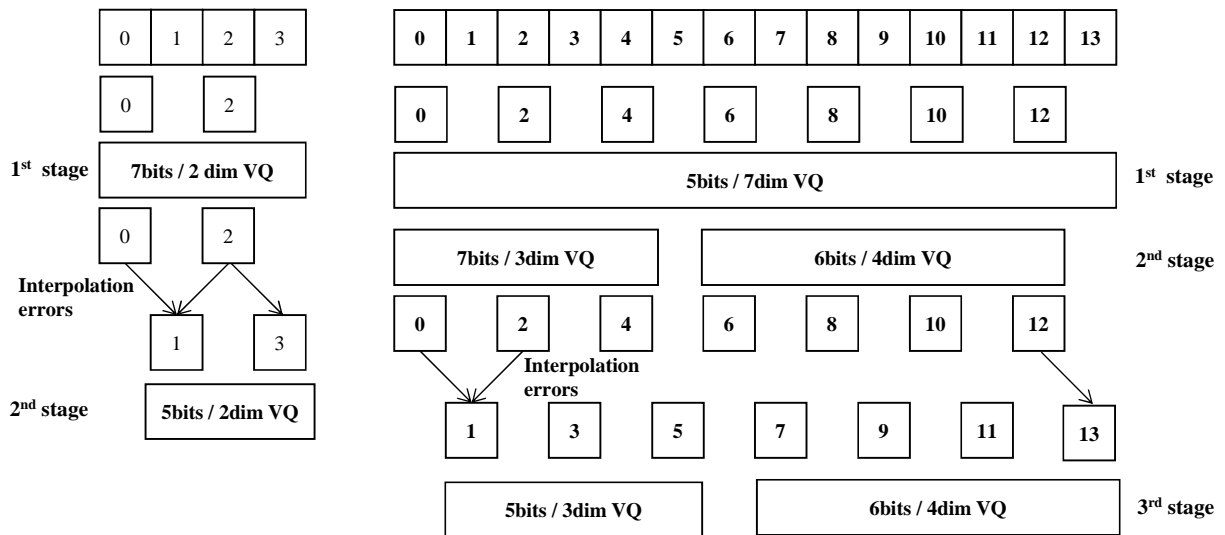 0 1 2 3
0 2
1st stage
7bits / 2 dim VQ
0 2
Interpolation
errors
1 3
2nd stage
5bits / 2dim VQ
0 1 2 3 4 5 6 7 8 9 10 11 12 13
0 2 4 6 8 10 12
5bits / 7dim VQ
1st stage
7bits / 3dim VQ
6bits / 4dim VQ
2nd stage
0 2 4 6 8 10 12
Interpolation
errors
1 3 5 7 9 11 13
5bits / 3dim VQ
6bits / 4dim VQ
3rd stage